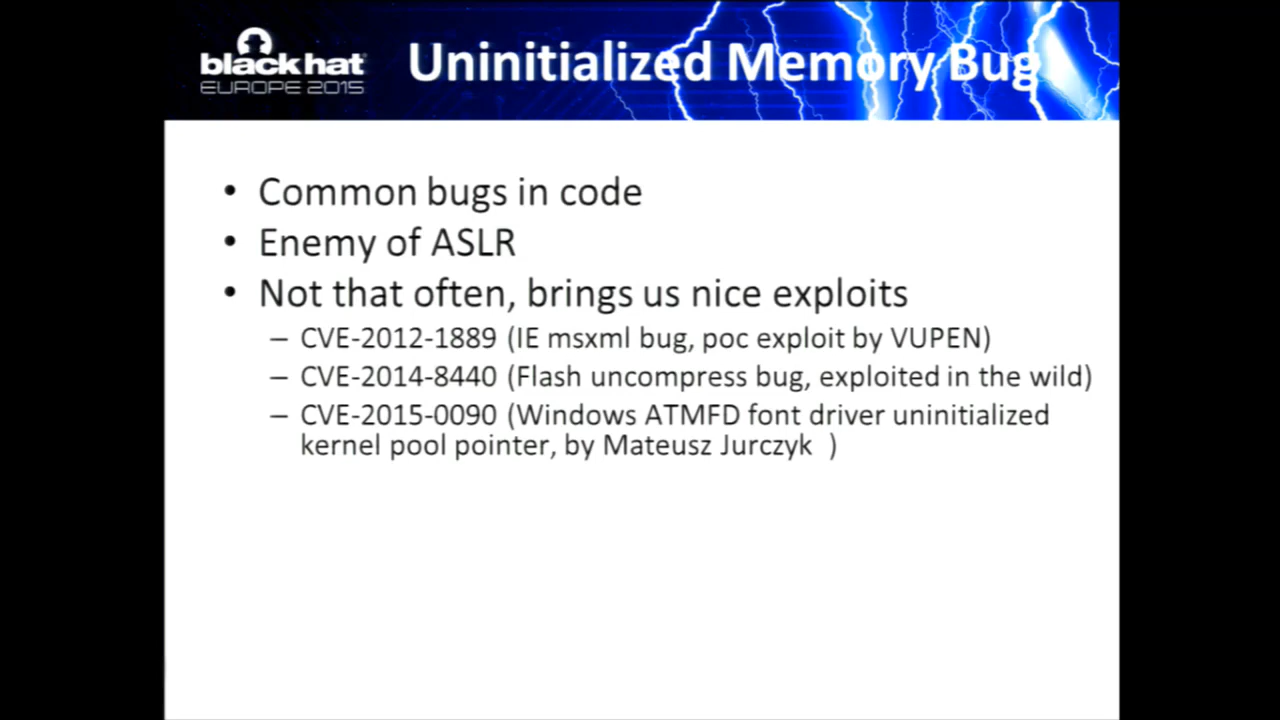 black hat
EUROPE 2015
Uninitialized Memory Bug
• Common bugs in code
• Enemy of ASLR
• Not that often, brings us nice exploits
– CVE-2012-1889 (IE msxml bug, poc exploit by VUPEN)
– CVE-2014-8440 (Flash uncompress bug, exploited in the wild)
– CVE-2015-0090 (Windows ATMFD font driver uninitialized
kernel pool pointer, by Mateusz Jurczyk )